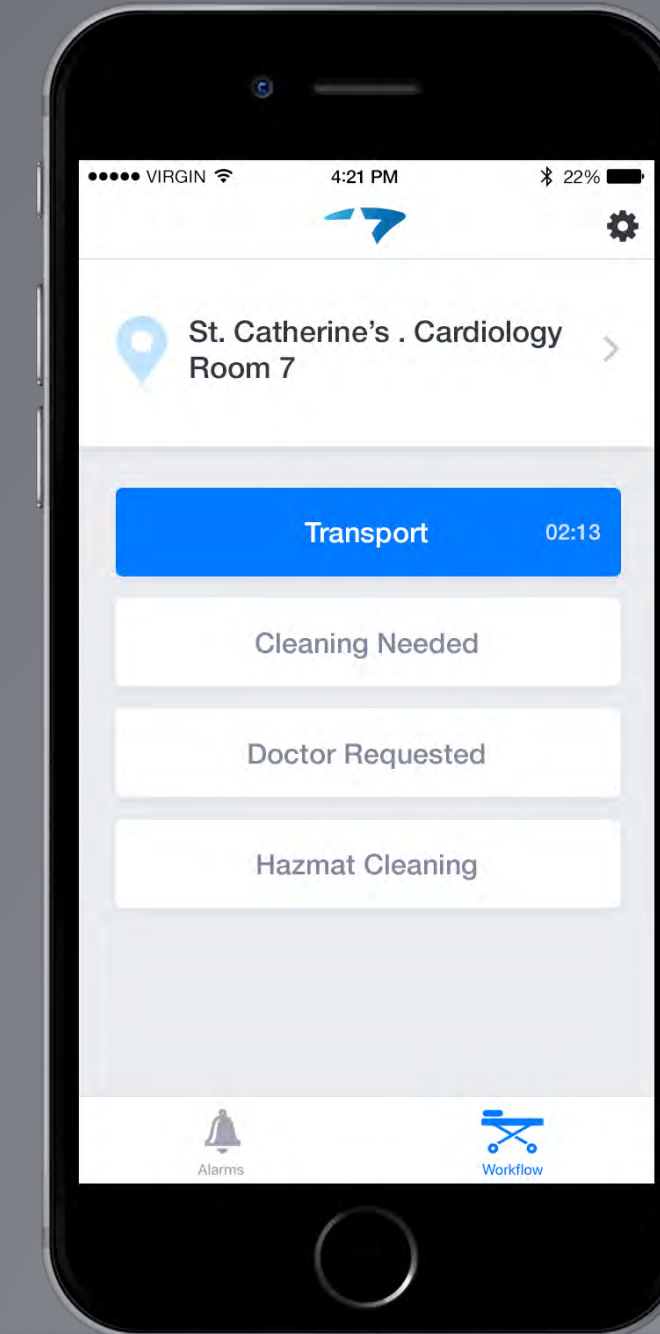 VIRGIN 4:21 PM 22%
St. Catherine's . Cardiology
Room 7
Transport 02:13
Cleaning Needed
Doctor Requested
Hazmat Cleaning
Alarms Workflow